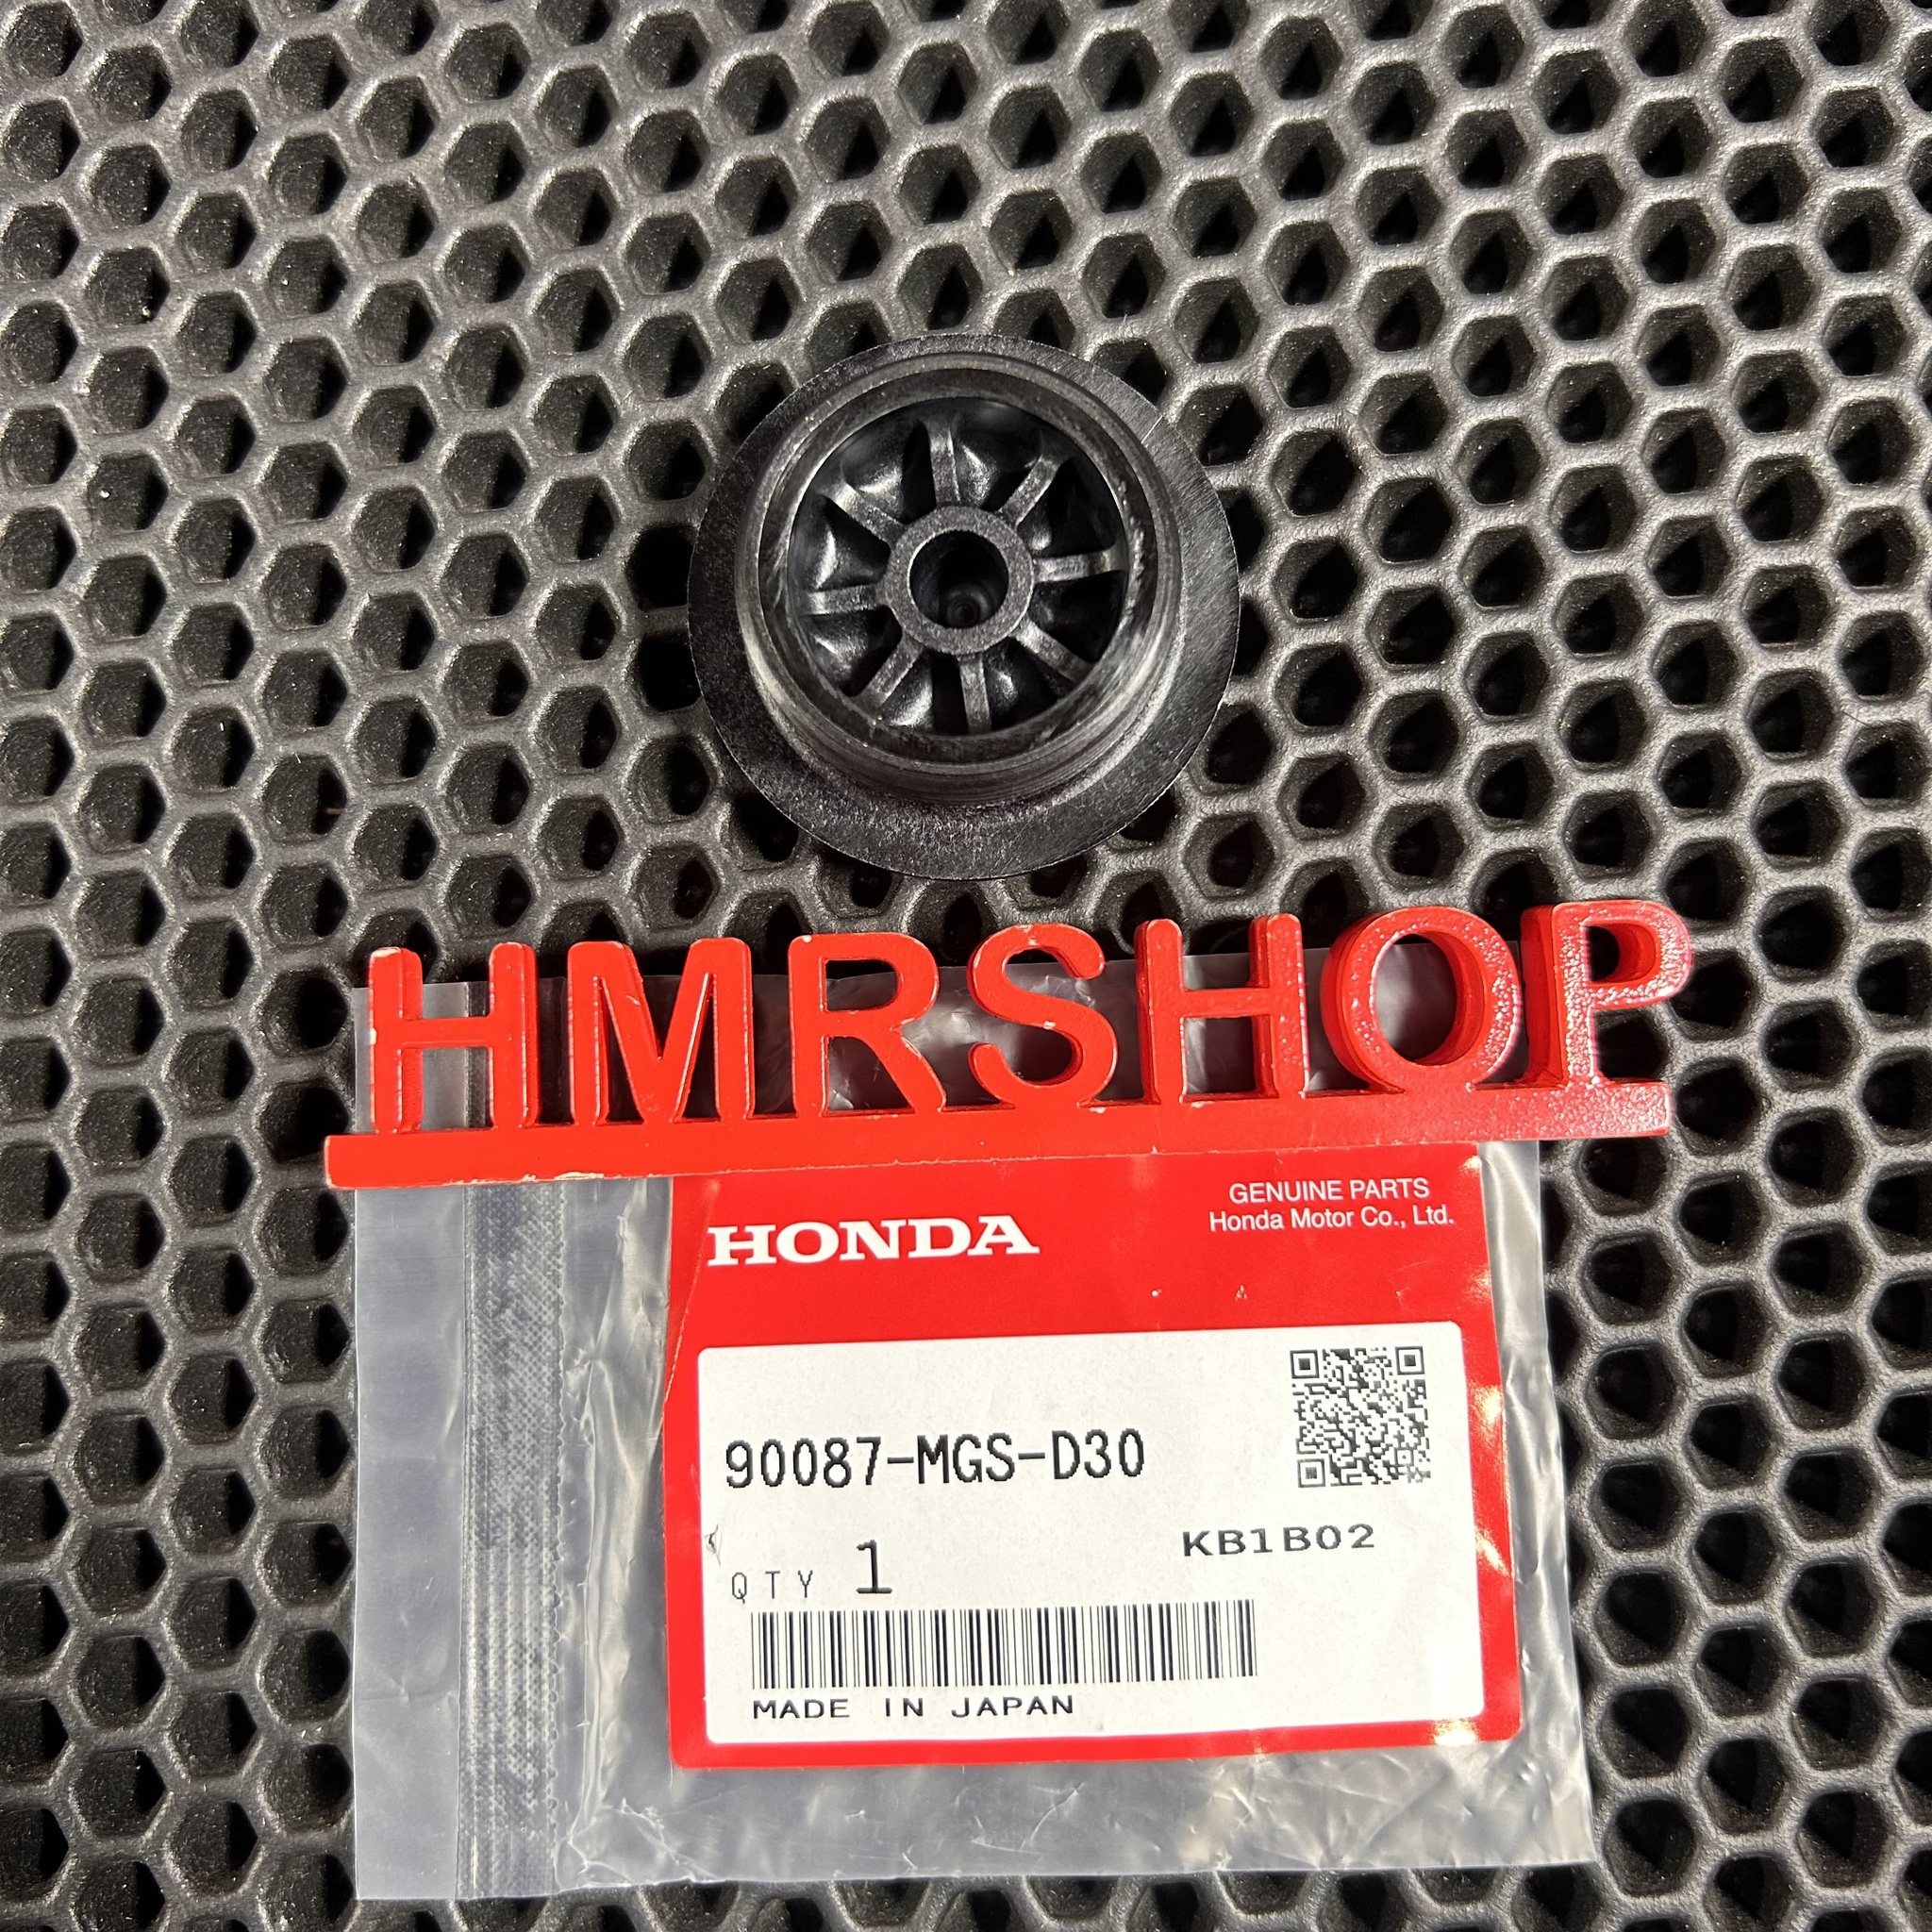 HMRSHOP
HONDA
GENUINE PARTS
Honda Motor Co., Ltd.
90087-MGS-D30
KB1B02
QTY 1
MADE IN JAPAN